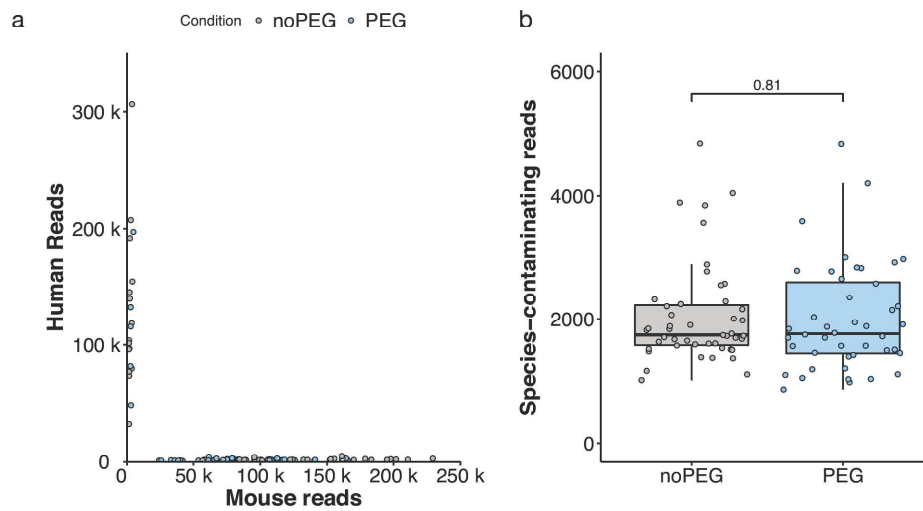 a
Condition noPEG PEG
Human Reads
300 k
200 k
100 k
0
0 50 k 100 k 150 k 200 k 250 k
Mouse reads
b
Species-contaminating reads
6000
4000
2000
0
0.81
noPEG PEG